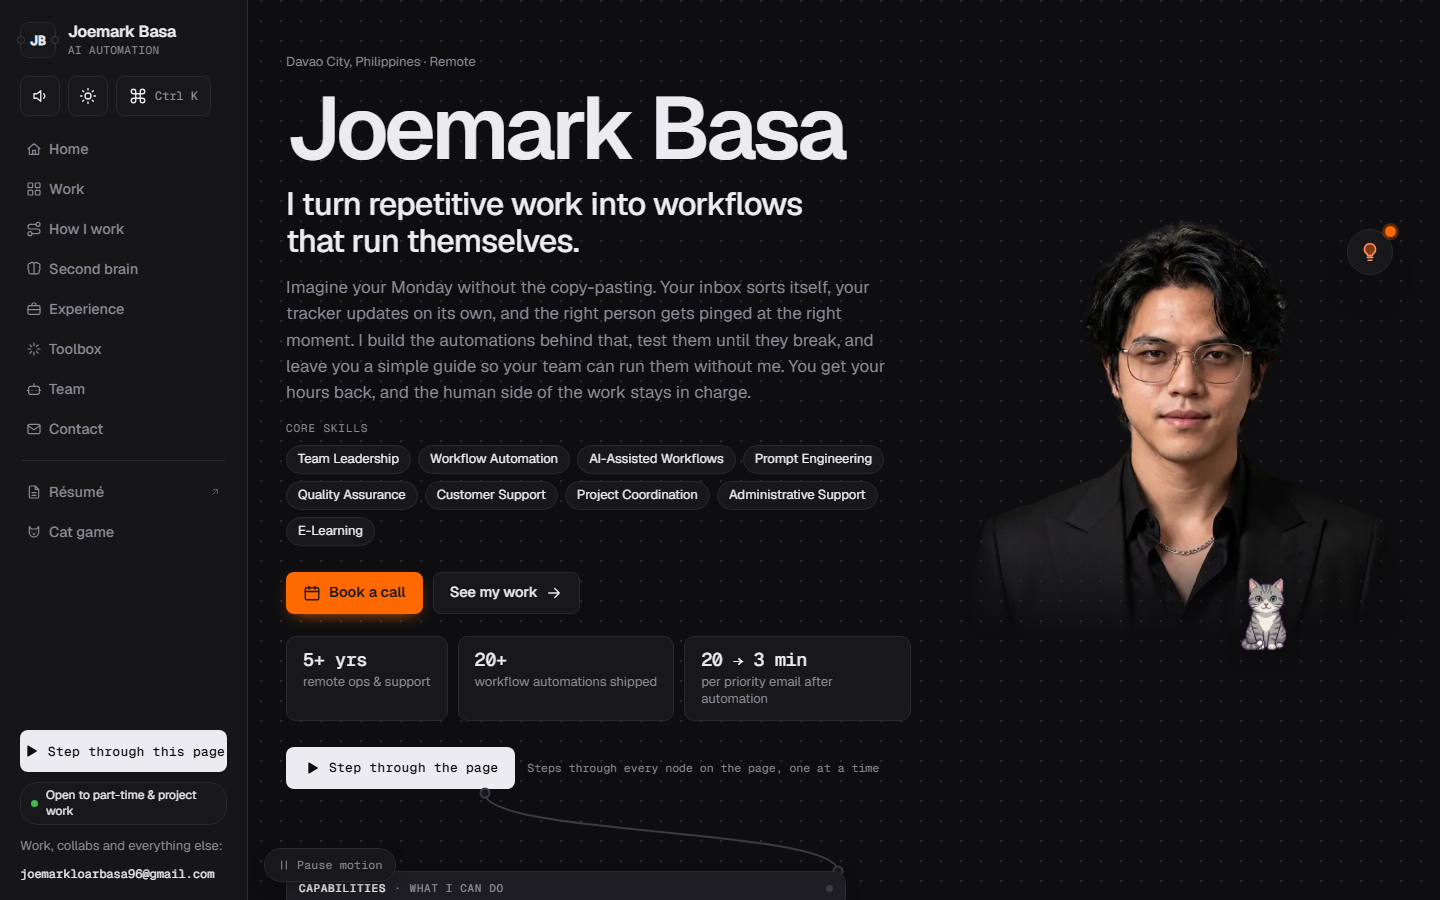 JB
Joemark Basa
AI AUTOMATION
Ctrl K
Home
Work
How I work
Second brain
Experience
Toolbox
Team
Contact
Résumé
Cat game
Step through this page
Open to part-time & project
work
Work, collabs and everything else:
joemarkloarbasa96@gmail.com
Davao City, Philippines · Remote
Joemark Basa
I turn repetitive work into workflows
that run themselves.
Imagine your Monday without the copy-pasting. Your inbox sorts itself, your
tracker updates on its own, and the right person gets pinged at the right
moment. I build the automations behind that, test them until they break, and
leave you a simple guide so your team can run them without me. You get your
hours back, and the human side of the work stays in charge.
CORE SKILLS
Team Leadership
Workflow Automation
AI-Assisted Workflows
Prompt Engineering
Quality Assurance
Customer Support
Project Coordination
Administrative Support
E-Learning
Book a call
See my work →
5+ yrs
remote ops & support
20+
workflow automations shipped
20 → 3 min
per priority email after
automation
Step through the page
Steps through every node on the page, one at a time
Pause motion
CAPABILITIES · WHAT I CAN DO